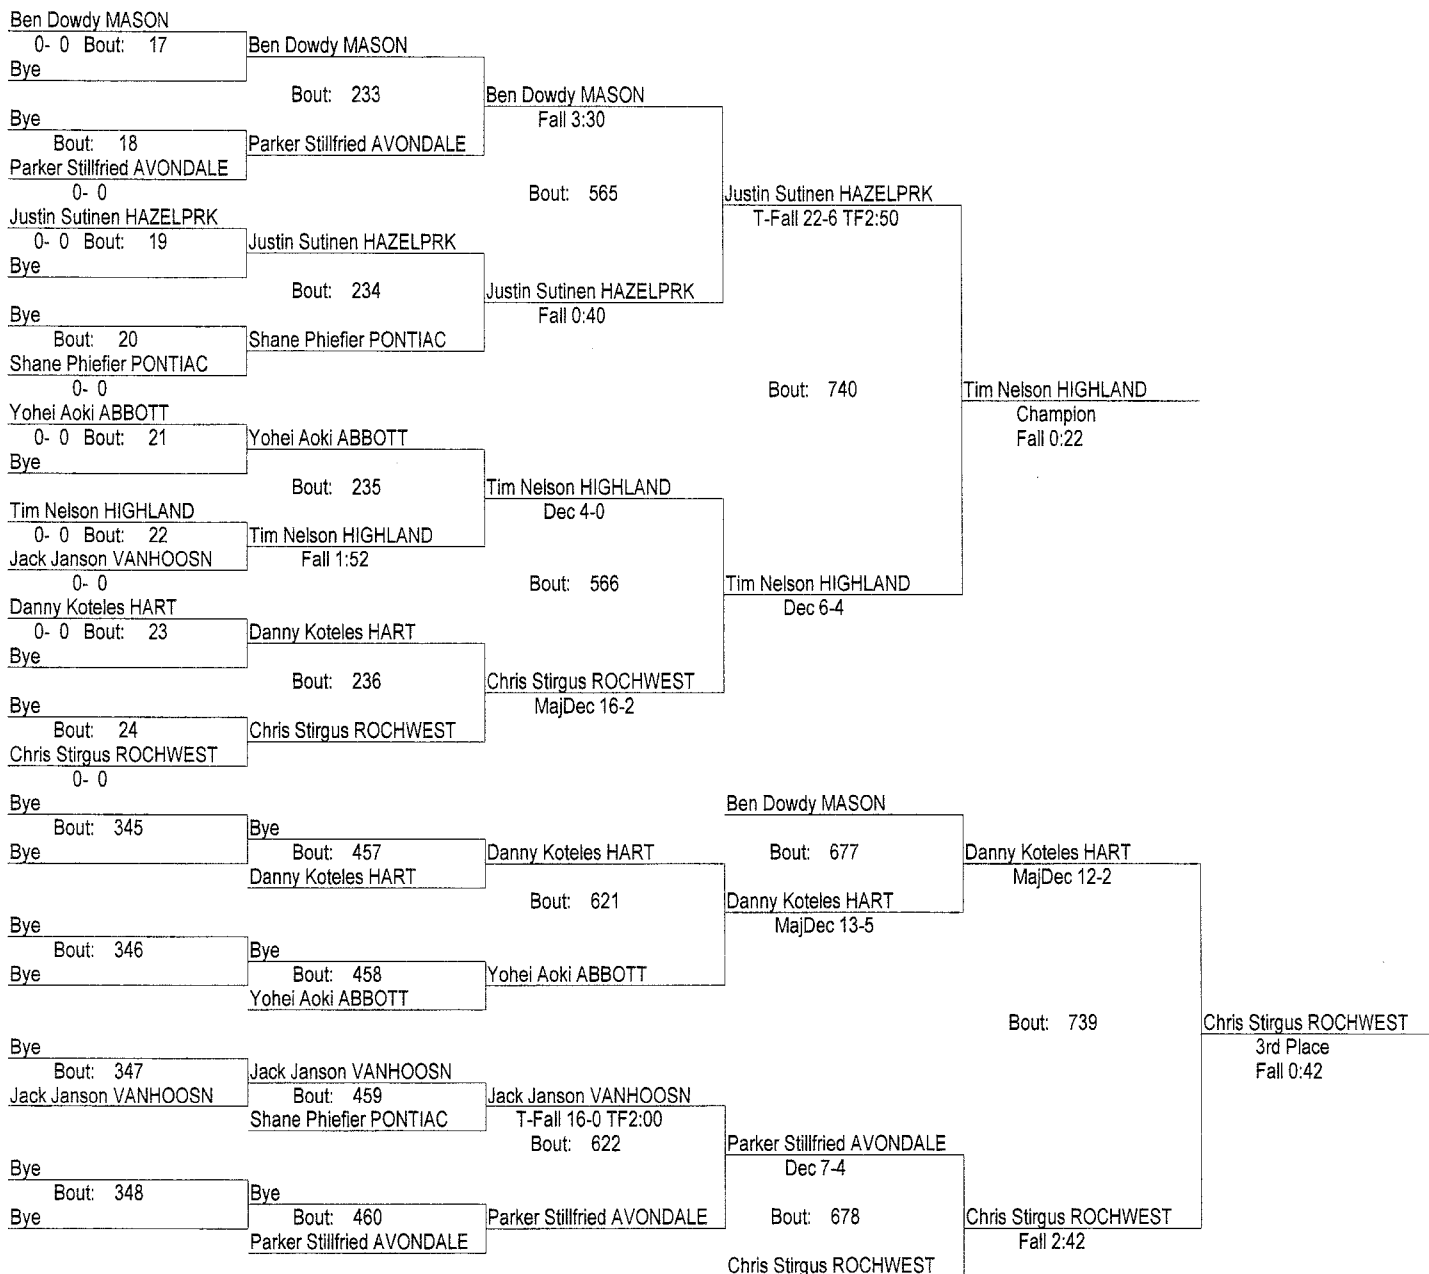 Ben Dowdy MASON
0- 0 Bout: 17
Bye
Ben Dowdy MASON
Bout: 233
Ben Dowdy MASON
Fall 3:30
Bye
Bout: 18
Parker Stillfried AVONDALE
Parker Stillfried AVONDALE
0- 0
Bout: 565
Justin Sutinen HAZELPRK
T-Fall 22-6 TF2:50
Justin Sutinen HAZELPRK
0- 0 Bout: 19
Bye
Justin Sutinen HAZELPRK
Bout: 234
Justin Sutinen HAZELPRK
Fall 0:40
Bye
Bout: 20
Shane Phiefier PONTIAC
Shane Phiefier PONTIAC
0- 0
Bout: 740
Tim Nelson HIGHLAND
Champion
Fall 0:22
Yohei Aoki ABBOTT
0- 0 Bout: 21
Bye
Yohei Aoki ABBOTT
Bout: 235
Tim Nelson HIGHLAND
Dec 4-0
Tim Nelson HIGHLAND
0- 0 Bout: 22
Jack Janson VANHOOSN
0- 0
Tim Nelson HIGHLAND
Fall 1:52
Bout: 566
Tim Nelson HIGHLAND
Dec 6-4
Danny Koteles HART
0- 0 Bout: 23
Bye
Danny Koteles HART
Bout: 236
Chris Stirgus ROCHWEST
MajDec 16-2
Bye
Bout: 24
Chris Stirgus ROCHWEST
Chris Stirgus ROCHWEST
0- 0
Bye
Bout: 345
Bye
Bye
Bout: 457
Danny Koteles HART
Danny Koteles HART
Bout: 621
Ben Dowdy MASON
Bout: 677
Danny Koteles HART
MajDec 13-5
Danny Koteles HART
MajDec 12-2
Bye
Bout: 346
Bye
Bye
Bout: 458
Yohei Aoki ABBOTT
Yohei Aoki ABBOTT
Bout: 739
Chris Stirgus ROCHWEST
3rd Place
Fall 0:42
Bye
Bout: 347
Jack Janson VANHOOSN
Jack Janson VANHOOSN
Bout: 459
Shane Phiefier PONTIAC
Jack Janson VANHOOSN
T-Fall 16-0 TF2:00
Bout: 622
Parker Stillfried AVONDALE
Dec 7-4
Bye
Bout: 348
Bye
Bye
Bout: 460
Parker Stillfried AVONDALE
Parker Stillfried AVONDALE
Bout: 678
Chris Stirgus ROCHWEST
Chris Stirgus ROCHWEST
Fall 2:42